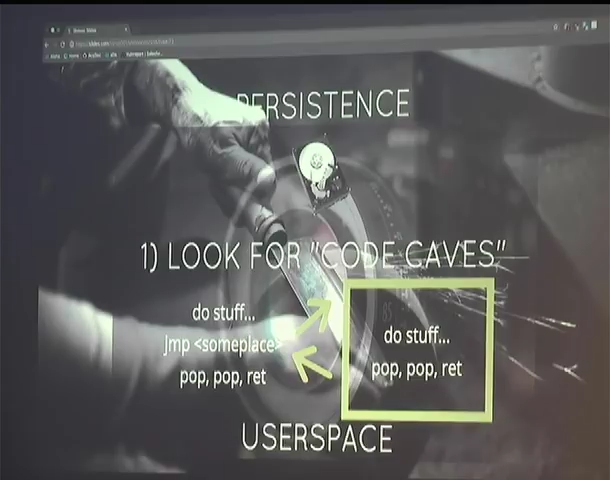 PERSISTENCE
1) LOOK FOR "CODE CAVES"
do stuff...
Jmp <someplace>
pop, pop, ret
do stuff...
pop, pop, ret
USERSPACE